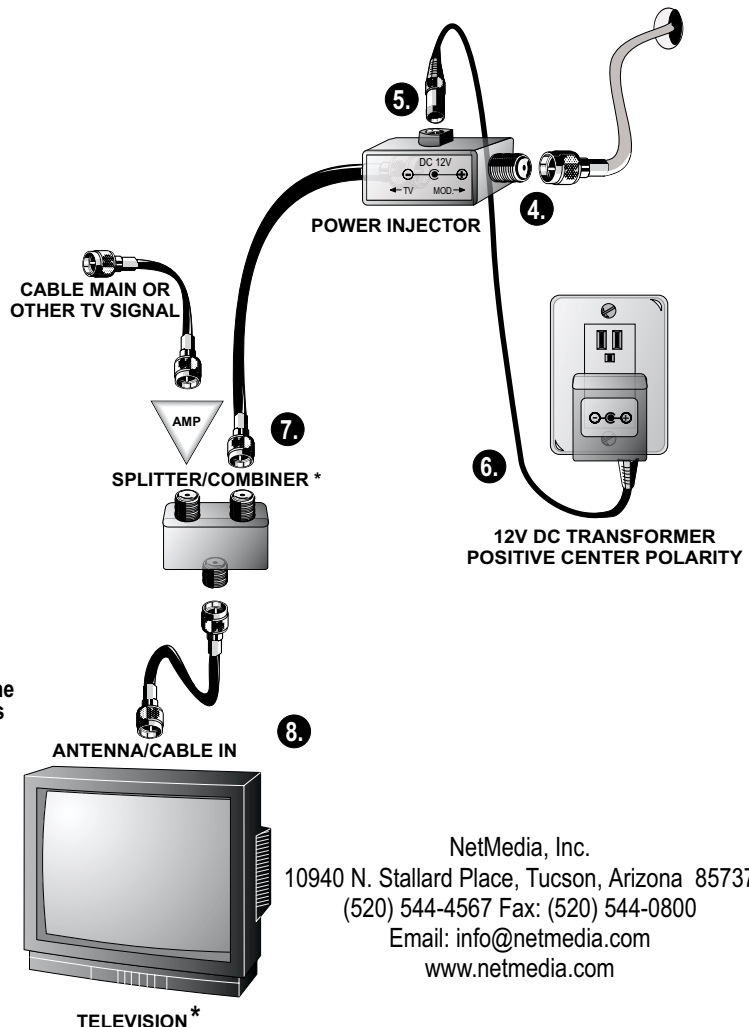 5.
DC 12V
- +
TV MOD.
4.
POWER INJECTOR
CABLE MAIN OR
OTHER TV SIGNAL
AMP
7.
- +
SPLITTER/COMBINER *
6.
12V DC TRANSFORMER
POSITIVE CENTER POLARITY
8.
ANTENNA/CABLE IN
NetMedia, Inc.
10940 N. Stallard Place, Tucson, Arizona 85737
(520) 544-4567 Fax: (520) 544-0800
Email: info@netmedia.com
www.netmedia.com
TELEVISION*